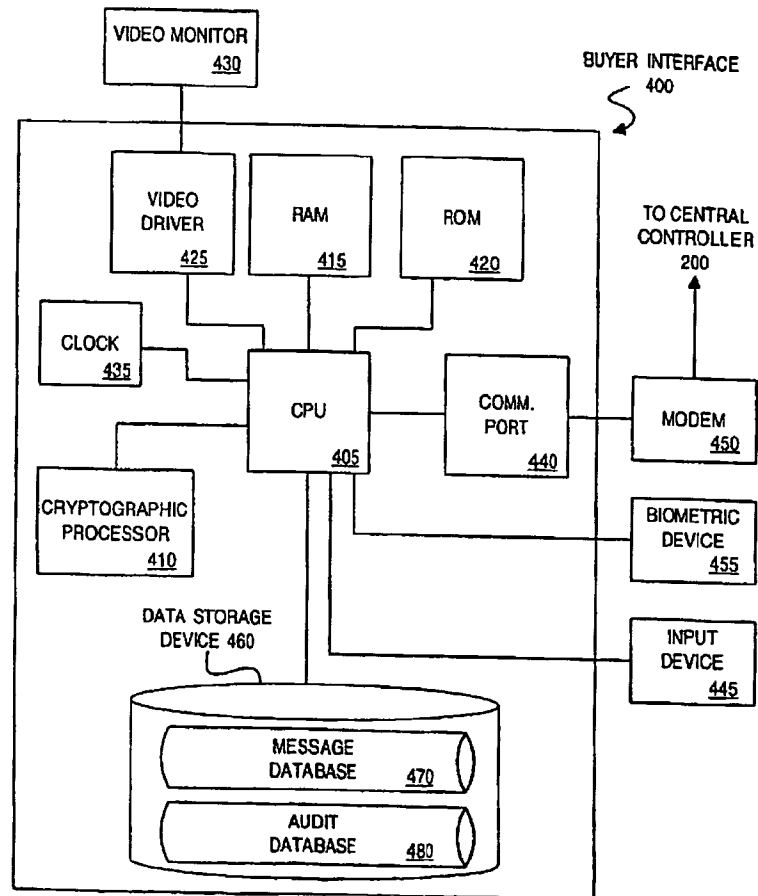 VIDEO MONITOR
430
BUYER INTERFACE
400
VIDEO
DRIVER
425
RAM
415
ROM
420
TO CENTRAL
CONTROLLER
200
CLOCK
435
CPU
405
COMM.
PORT
440
MODEM
450
CRYPTOGRAPHIC
PROCESSOR
410
BIOMETRIC
DEVICE
455
DATA STORAGE
DEVICE 460
INPUT
DEVICE
445
MESSAGE
DATABASE
470
AUDIT
DATABASE
480